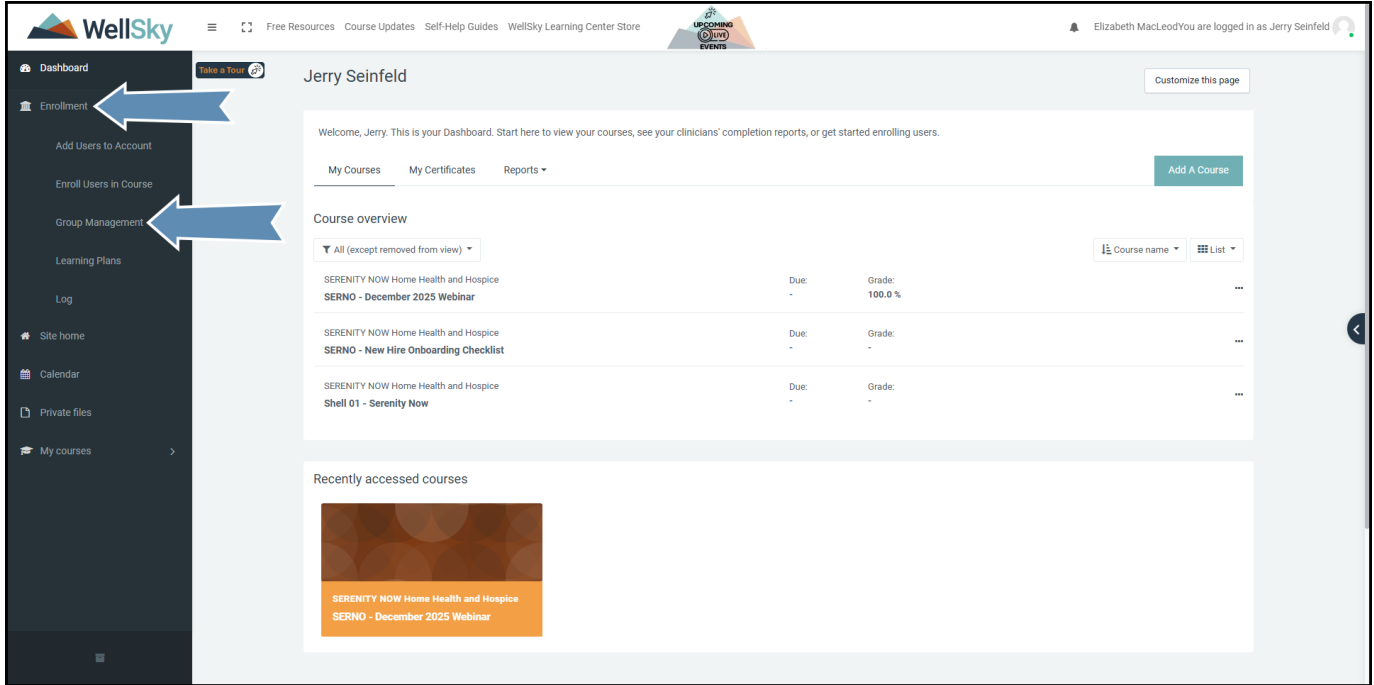 WellSky
Free Resources Course Updates Self-Help Guides WellSky Learning Center Store
UPCOMING
LIVE
EVENTS
Elizabeth MacLeodYou are logged in as Jerry Seinfeld
Dashboard
Enrollment
Add Users to Account
Enroll Users in Course
Group Management
Learning Plans
Log
Site home
Calendar
Private files
My courses
Take a Tour
Jerry Seinfeld
Customize this page
Welcome, Jerry. This is your Dashboard. Start here to view your courses, see your clinicians' completion reports, or get started enrolling users.
My Courses My Certificates Reports
Add A Course
Course overview
All (except removed from view)
Course name List
SERENITY NOW Home Health and Hospice Due: Grade:
SERNO - December 2025 Webinar - 100.0 %
SERENITY NOW Home Health and Hospice Due: Grade:
SERNO - New Hire Onboarding Checklist - -
SERENITY NOW Home Health and Hospice Due: Grade:
Shell 01 - Serenity Now - -
Recently accessed courses
SERENITY NOW Home Health and Hospice
SERNO - December 2025 Webinar